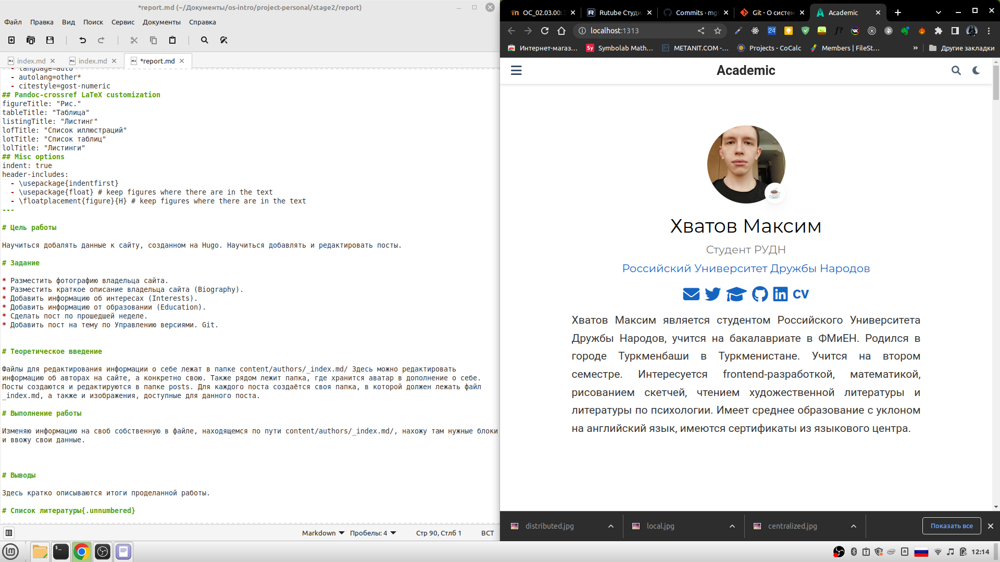 *report.md (~/Документы/os-intro/project-personal/stage2/report)
Файл Правка Вид Поиск Сервис Документы Справка
index.md
index.md
*report.md
- language=auto
- autolang=other*
- citestyle=gost-numeric
## Pandoc-crossref LaTeX customization
figureTitle: "Рис."
tableTitle: "Таблица"
listingTitle: "Листинг"
lofTitle: "Список иллюстраций"
lotTitle: "Список таблиц"
lolTitle: "Листинги"
## Misc options
indent: true
header-includes:
- \usepackage{indentfirst}
- \usepackage{float} # keep figures where there are in the text
- \floatplacement{figure}{H} # keep figures where there are in the text
---
# Цель работы
Научиться добалять данные к сайту, созданном на Hugo. Научиться добавлять и редактировать посты.
# Задание
* Разместить фотографию владельца сайта.
* Разместить краткое описание владельца сайта (Biography).
* Добавить информацию об интересах (Interests).
* Добавить информацию от образовании (Education).
* Сделать пост по прошедшей неделе.
* Добавить пост на тему по Управлению версиями. Git.
# Теоретическое введение
Файлы для редактирования информации о себе лежат в папке content/authors/_index.md/ Здесь можно редактировать
информацию об авторах на сайте, а конкретно свою. Также рядом лежит папка, где хранится аватар в дополнение о себе.
Посты создаются и редактируются в папке posts. Для каждого поста создаётся своя папка, в которой должен лежать файл
_index.md, а также и изображения, доступные для данного поста.
# Выполнение работы
Изменяю информацию на своб собственную в файле, находящемся по пути content/authors/_index.md/, нахожу там нужные блоки
и ввожу свои данные.
# Выводы
Здесь кратко описываются итоги проделанной работы.
# Список литературы{.unnumbered}
Markdown Пробелы: 4 Стр 90, Стлб 1 ВСТ
ОС_02.03.00:
Rutube Студи
Commits · mg
Git - О систем
Academic
localhost:1313
24
f?
Интернет-магаз...
Sy Symbolab Math...
METANIT.COM -...
Projects - CoCalc
Members | FileSt...
»
Другие закладки
Academic
Хватов Максим
Студент РУДН
Российский Университет Дружбы Народов
CV
Хватов Максим является студентом Российского Университета
Дружбы Народов, учится на бакалавриате в ФМиЕН. Родился в
городе Туркменбаши в Туркменистане. Учится на втором
семестре. Интересуется frontend-разработкой, математикой,
рисованием скетчей, чтением художественной литературы и
литературы по психологии. Имеет среднее образование с уклоном
на английский язык, имеются сертификаты из языкового центра.
distributed.jpg
local.jpg
centralized.jpg
Показать все
12:14